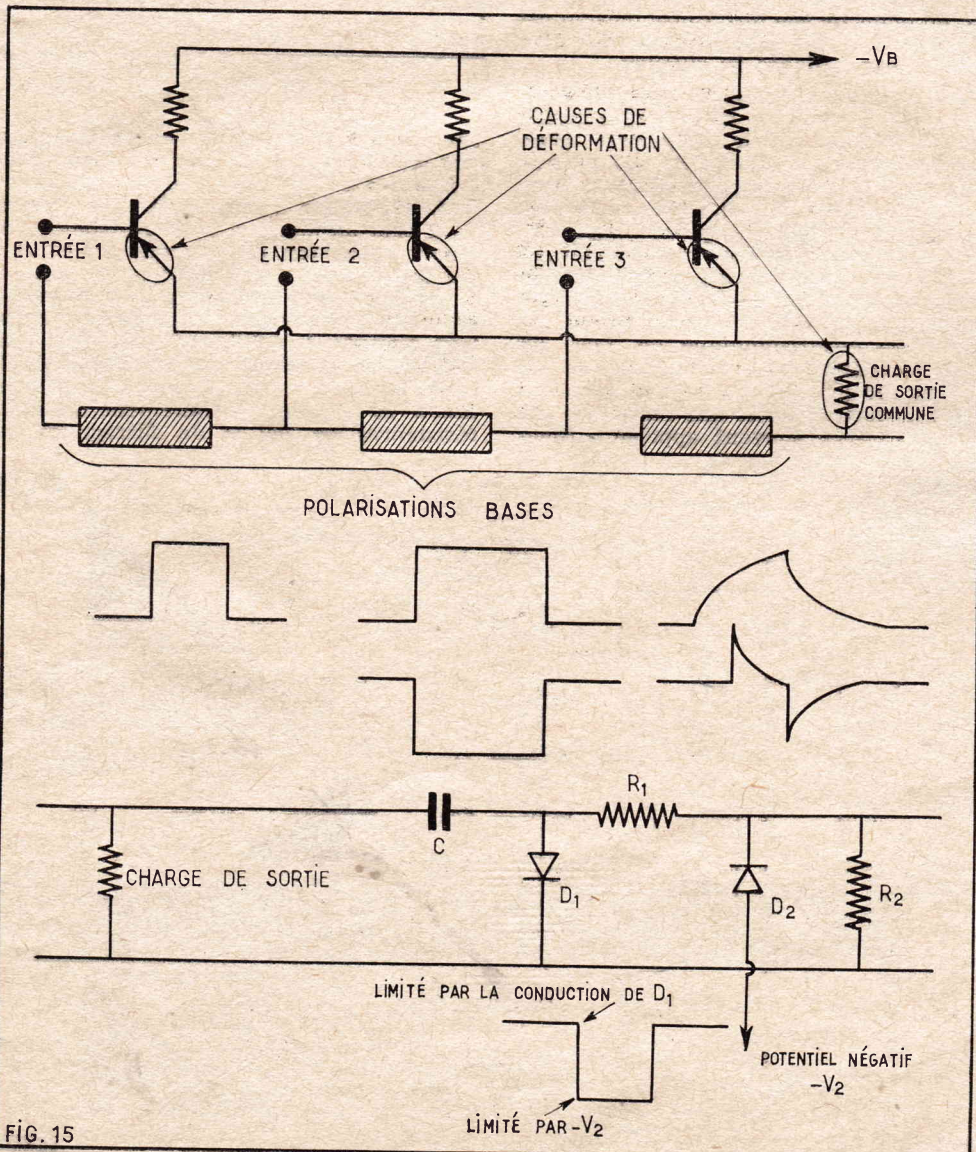 -VB
CAUSES DE
DÉFORMATION
ENTRÉE 1
ENTRÉE 2
ENTRÉE 3
CHARGE
DE SORTIE
COMMUNE
POLARISATIONS BASES
R1
C
CHARGE DE SORTIE
D1
D2
R2
LIMITÉ PAR LA CONDUCTION DE D1
POTENTIEL NÉGATIF
-V2
LIMITÉ PAR -V2
FIG. 15